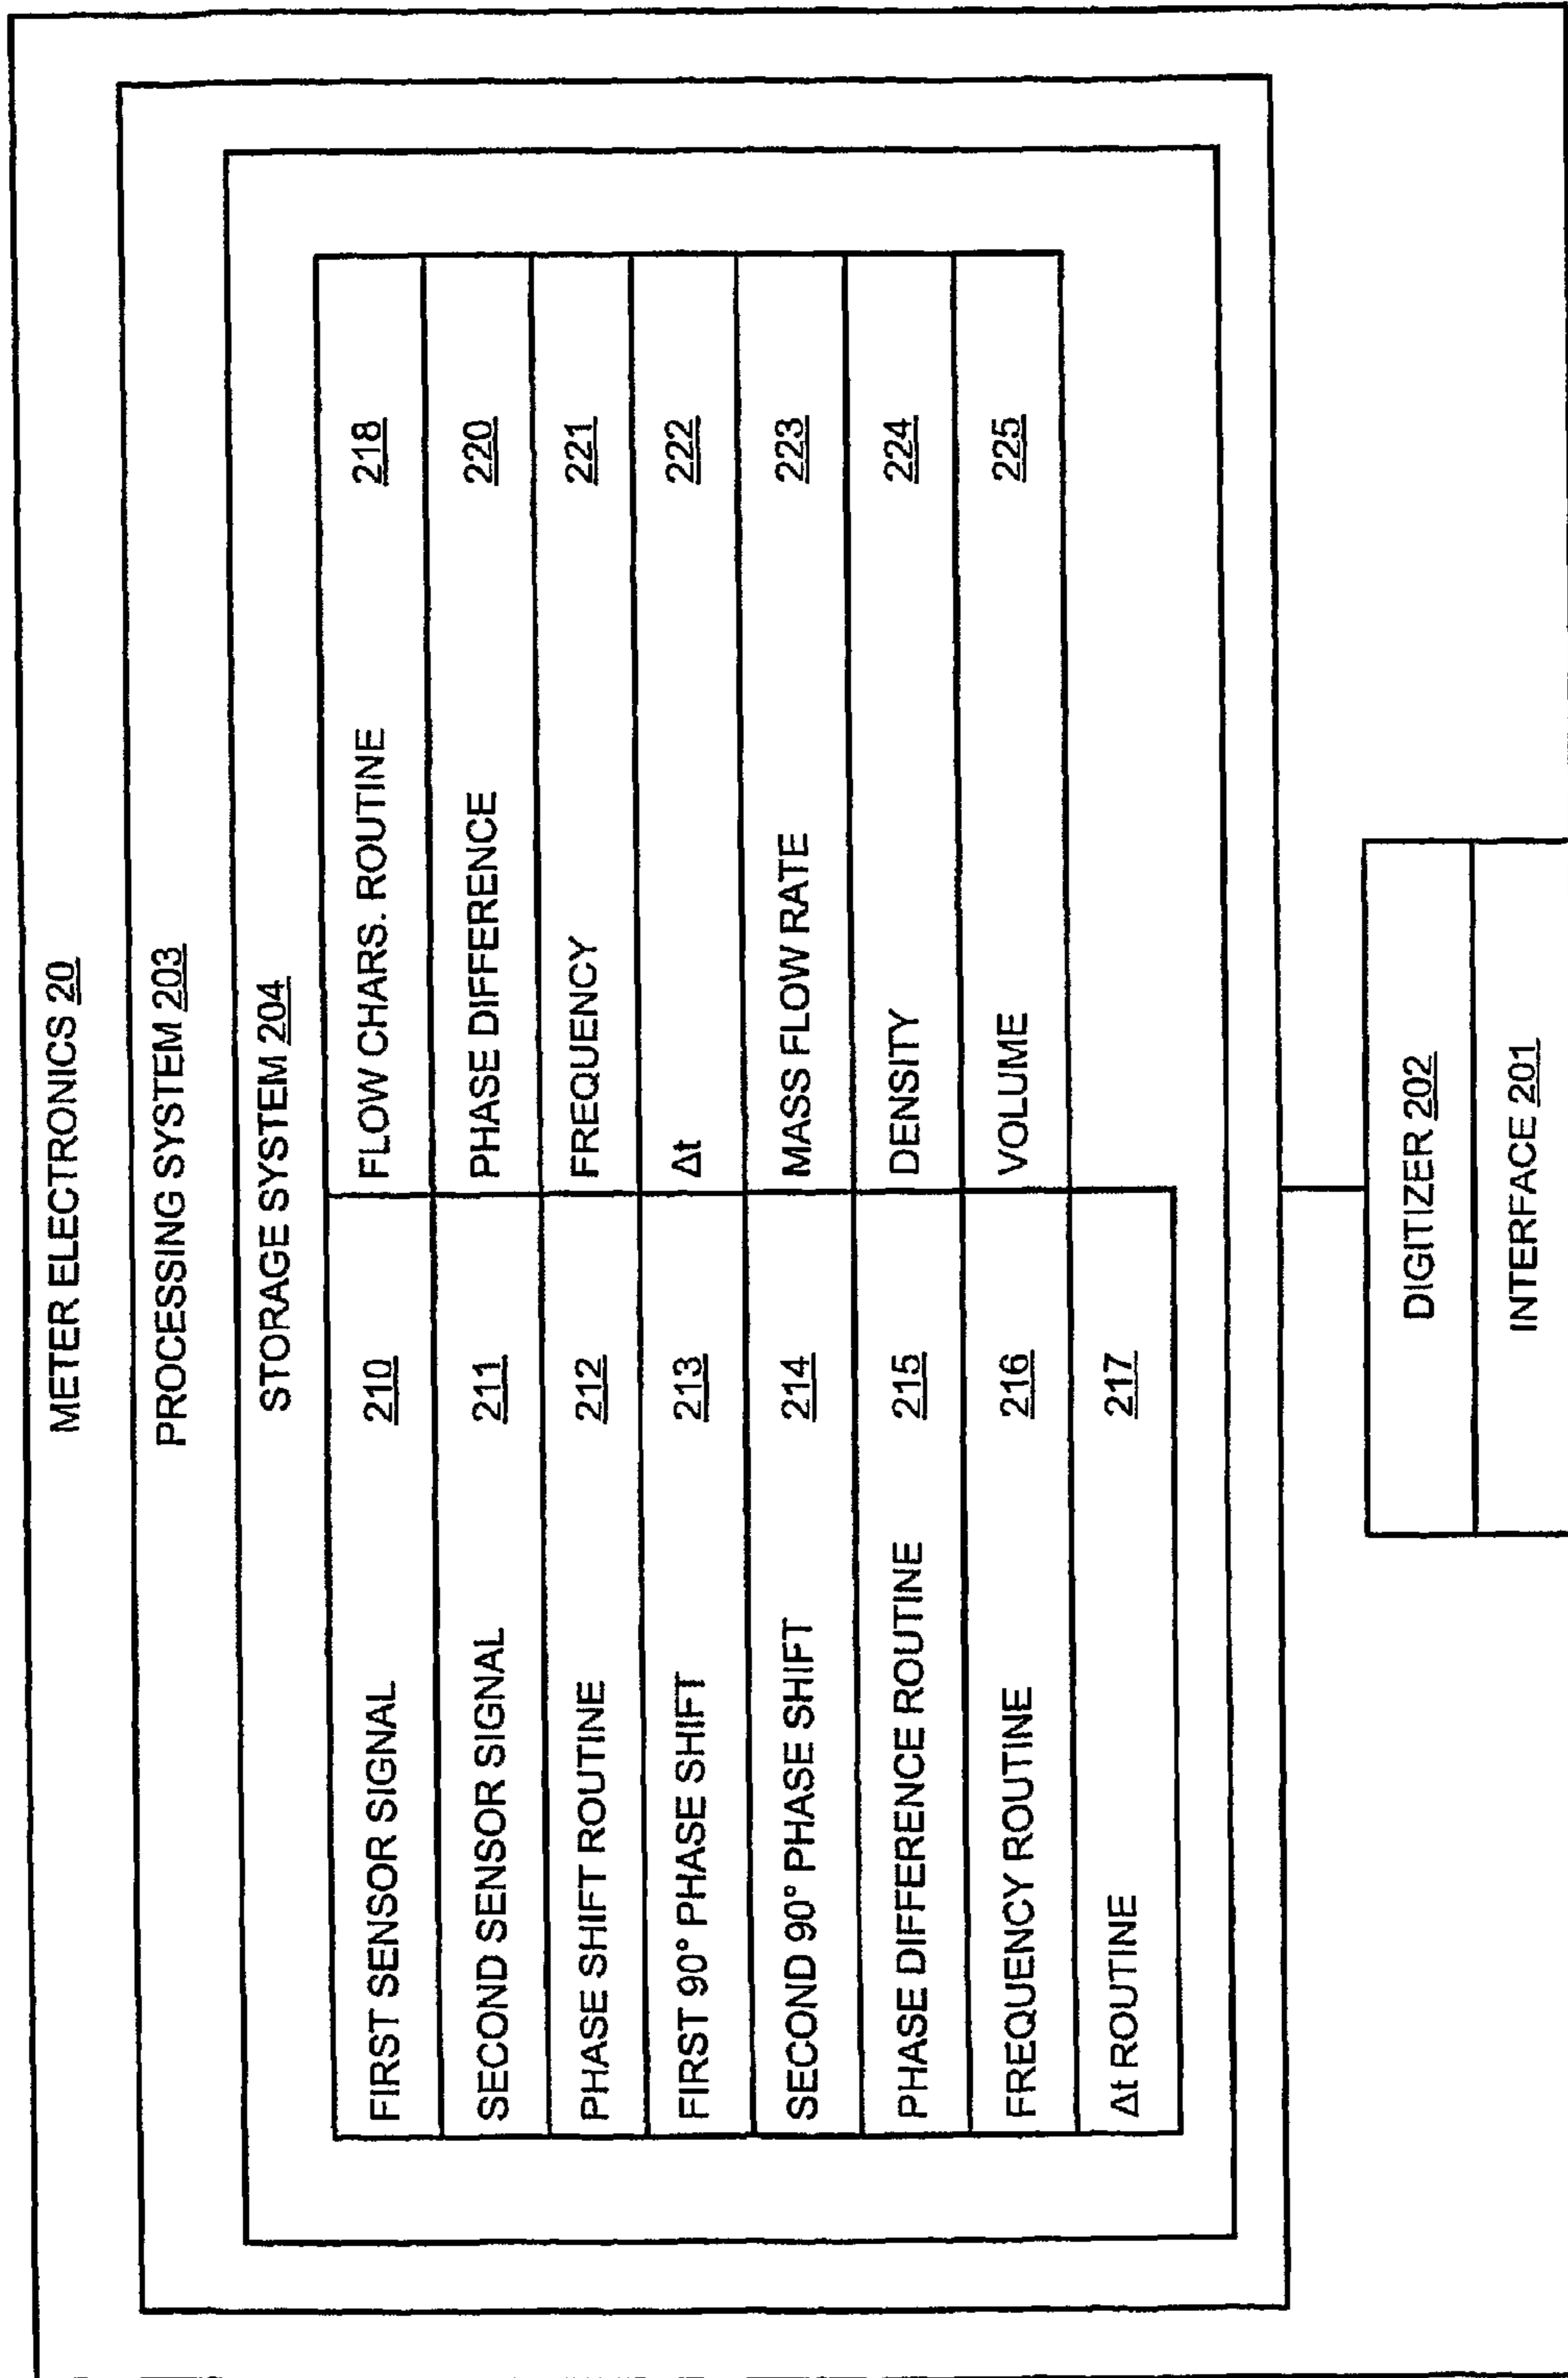 METER ELECTRONICS 20
PROCESSING SYSTEM 203
STORAGE SYSTEM 204
FIRST SENSOR SIGNAL 210
SECOND SENSOR SIGNAL 211
PHASE SHIFT ROUTINE 212
FIRST 90° PHASE SHIFT 213
SECOND 90° PHASE SHIFT 214
PHASE DIFFERENCE ROUTINE 215
FREQUENCY ROUTINE 216
Δt ROUTINE 217
FLOW CHARS. ROUTINE 218
PHASE DIFFERENCE 220
FREQUENCY 221
Δt 222
MASS FLOW RATE 223
DENSITY 224
VOLUME 225
DIGITIZER 202
INTERFACE 201